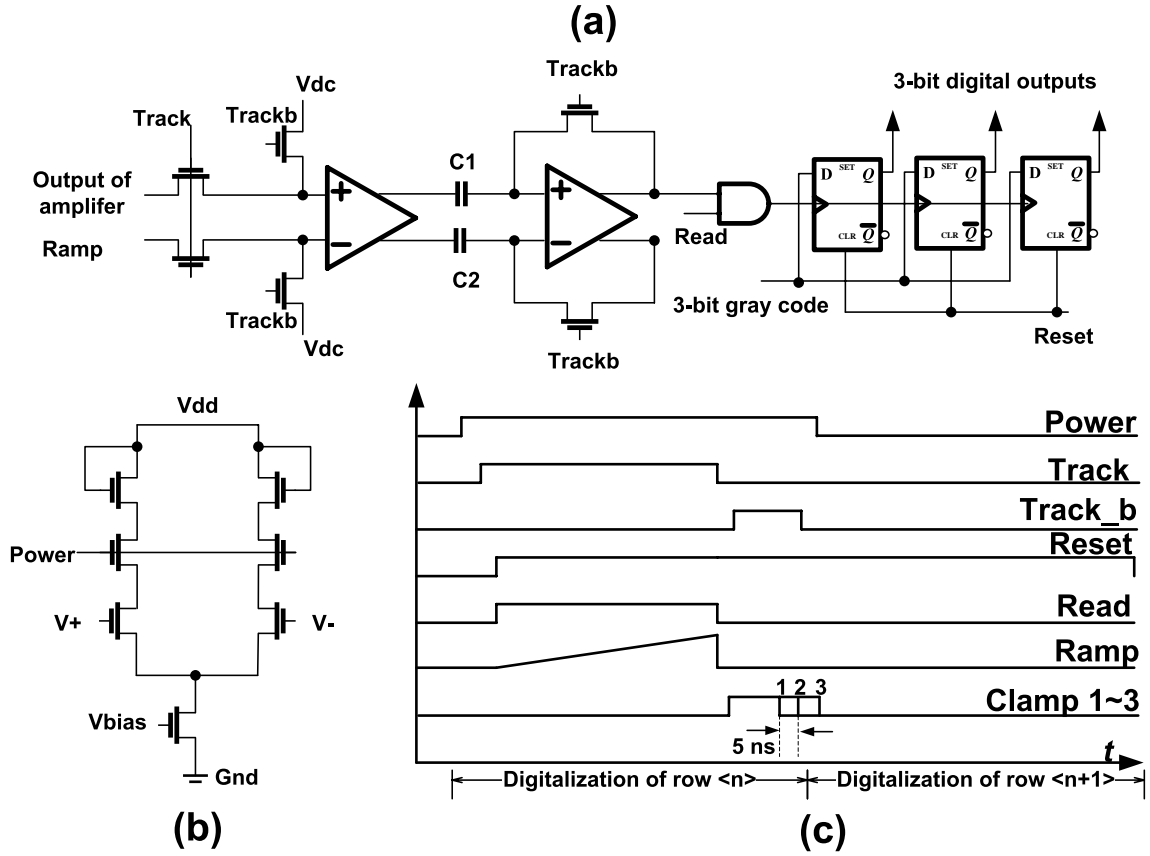 (a)
Trackb
Vdc
3-bit digital outputs
Track
Trackb
C1
D
SET
Q
D
SET
Q
D
SET
Q
Output of
amplifer
Ramp
+
−
+
−
Read
CLR
Q
CLR
Q
CLR
Q
C2
Trackb
Vdc
Trackb
3-bit gray code
Reset
Vdd
Power
V+
V-
Vbias
Gnd
(b)
Power
Track
Track_b
Reset
Read
Ramp
1 2 3
Clamp 1~3
5 ns
t
Digitalization of row <n>
Digitalization of row <n+1>
(c)